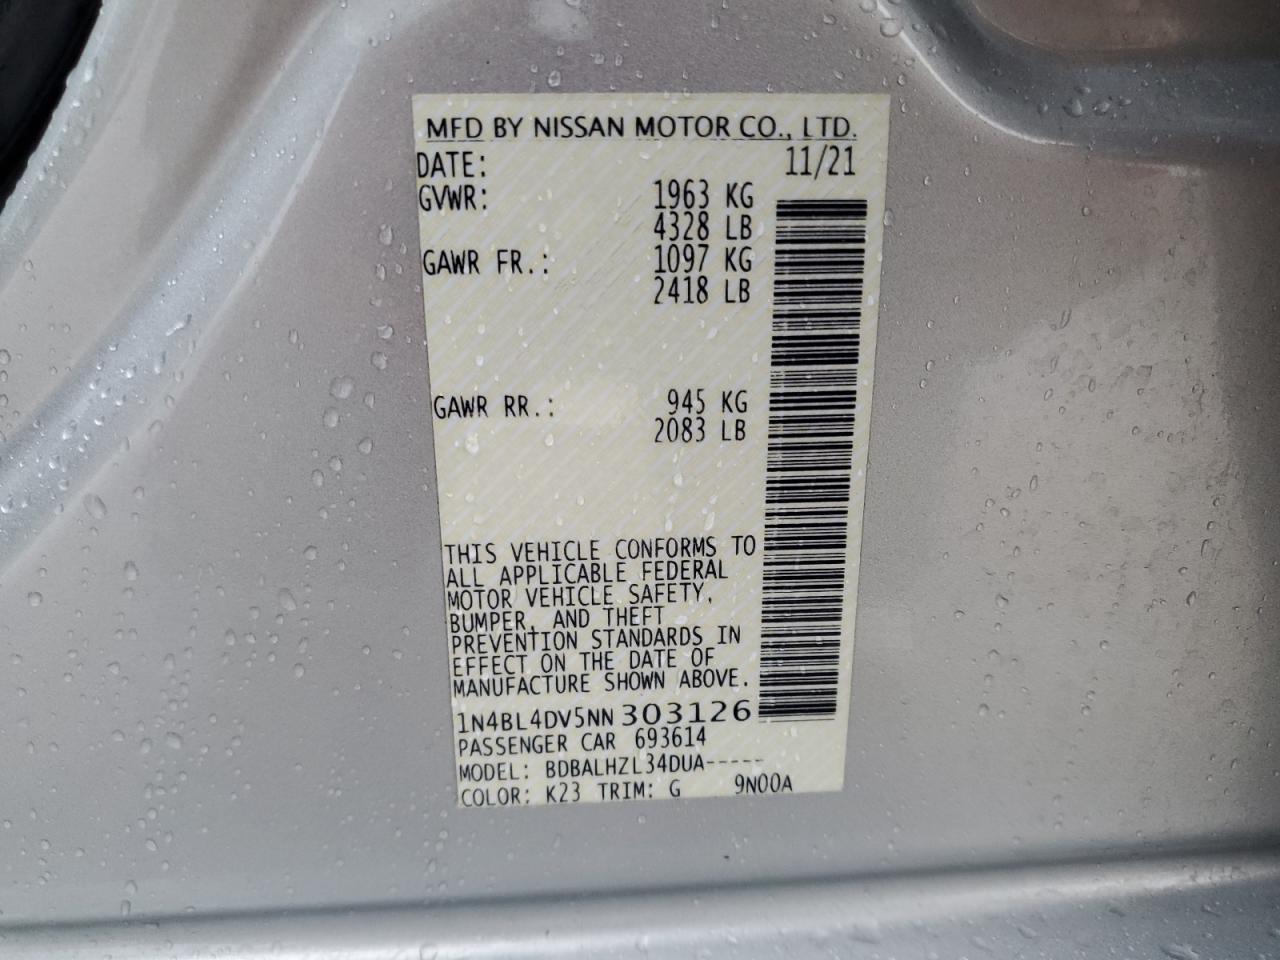 MFD BY NISSAN MOTOR CO., LTD.
DATE: 11/21
GVWR: 1963 KG
4328 LB
GAWR FR.: 1097 KG
2418 LB
GAWR RR.: 945 KG
2083 LB
THIS VEHICLE CONFORMS TO
ALL APPLICABLE FEDERAL
MOTOR VEHICLE SAFETY,
BUMPER, AND THEFT
PREVENTION STANDARDS IN
EFFECT ON THE DATE OF
MANUFACTURE SHOWN ABOVE.
1N4BL4DV5NN303126
PASSENGER CAR 693614
MODEL: BDBALHZL34DUA-----
COLOR: K23 TRIM: G 9N00A